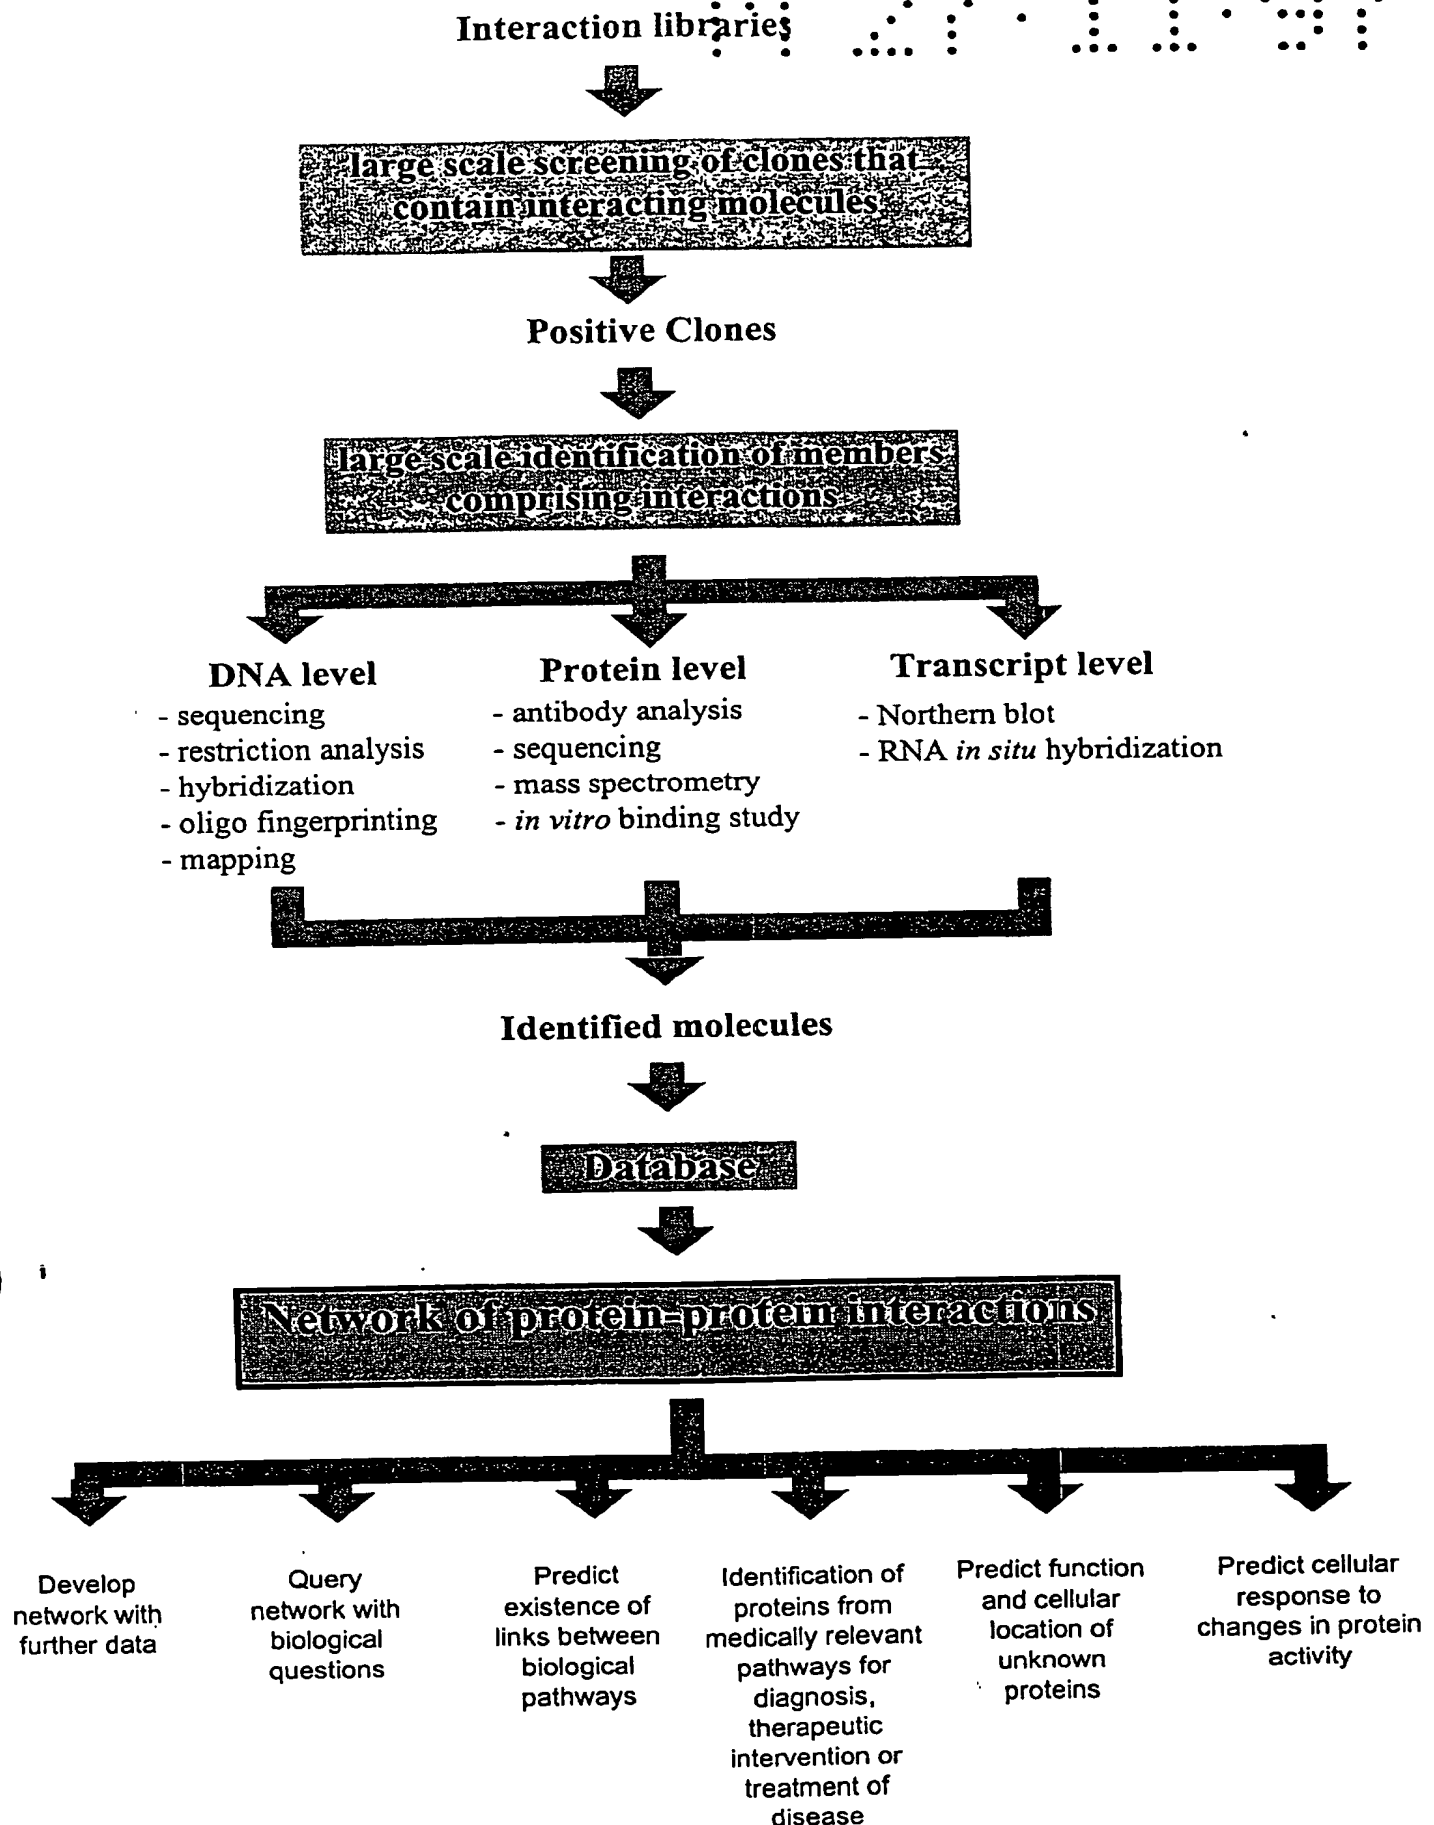 Interaction libraries
large scale screening of clones that
contain interacting molecules
Positive Clones
large scale identification of members
comprising interactions
DNA level
- sequencing
- restriction analysis
- hybridization
- oligo fingerprinting
- mapping
Protein level
- antibody analysis
- sequencing
- mass spectrometry
- in vitro binding study
Transcript level
- Northern blot
- RNA in situ hybridization
Identified molecules
Database
Network of protein-protein interactions
Develop
network with
further data
Query
network with
biological
questions
Predict
existence of
links between
biological
pathways
Identification of
proteins from
medically relevant
pathways for
diagnosis,
therapeutic
intervention or
treatment of
disease
Predict function
and cellular
location of
unknown
proteins
Predict cellular
response to
changes in protein
activity